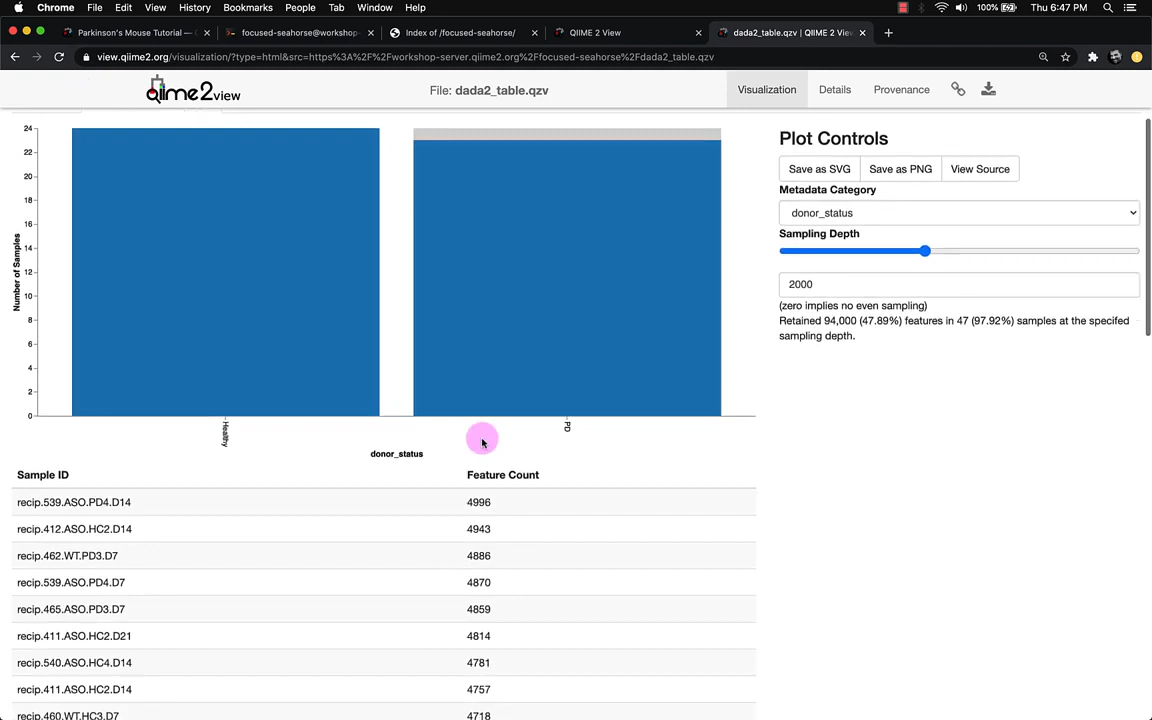 Chrome File Edit View History Bookmarks People Tab Window Help 100% Thu 6:47 PM
Parkinson's Mouse Tutorial — focused-seahorse@workshop- Index of /focused-seahorse/ QIIME 2 View dada2_table.qzv | QIIME 2 View
view.qiime2.org/visualization/?type=html&src=https%3A%2F%2Fworkshop-server.qiime2.org%2Ffocused-seahorse%2Fdada2_table.qzv
qiime2view File: dada2_table.qzv Visualization Details Provenance
24
22
20
18
16
14
12
10
8
6
4
2
0
Number of Samples
Healthy
PD
donor_status
Plot Controls
Save as SVG Save as PNG View Source
Metadata Category
donor_status
Sampling Depth
2000
(zero implies no even sampling)
Retained 94,000 (47.89%) features in 47 (97.92%) samples at the specifed
sampling depth.
Sample ID Feature Count
recip.539.ASO.PD4.D14 4996
recip.412.ASO.HC2.D14 4943
recip.462.WT.PD3.D7 4886
recip.539.ASO.PD4.D7 4870
recip.465.ASO.PD3.D7 4859
recip.411.ASO.HC2.D21 4814
recip.540.ASO.HC4.D14 4781
recip.411.ASO.HC2.D14 4757
recip.460.WT.HC3.D7 4718